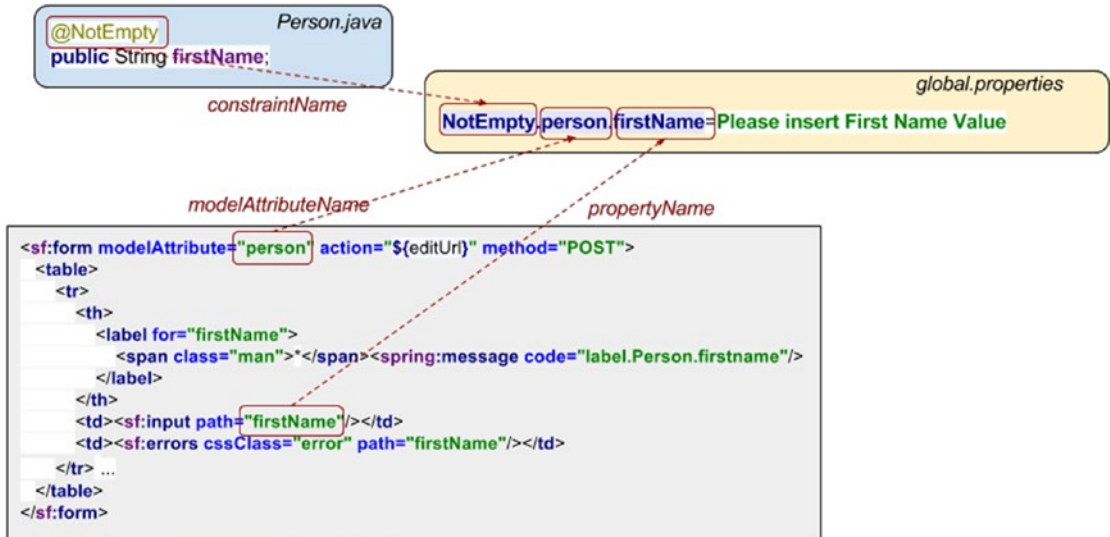 Person.java
@NotEmpty
public String firstName;
constraintName
global.properties
NotEmpty.person.firstName=Please insert First Name Value
modelAttributeName
propertyName
<sf:form modelAttribute="person" action="${editUrl}" method="POST">
<table>
<tr>
<th>
<label for="firstName">
<span class="man">*</span><spring:message code="label.Person.firstname"/>
</label>
</th>
<td><sf:input path="firstName"/></td>
<td><sf:errors cssClass="error" path="firstName"/></td>
</tr> ...
</table>
</sf:form>